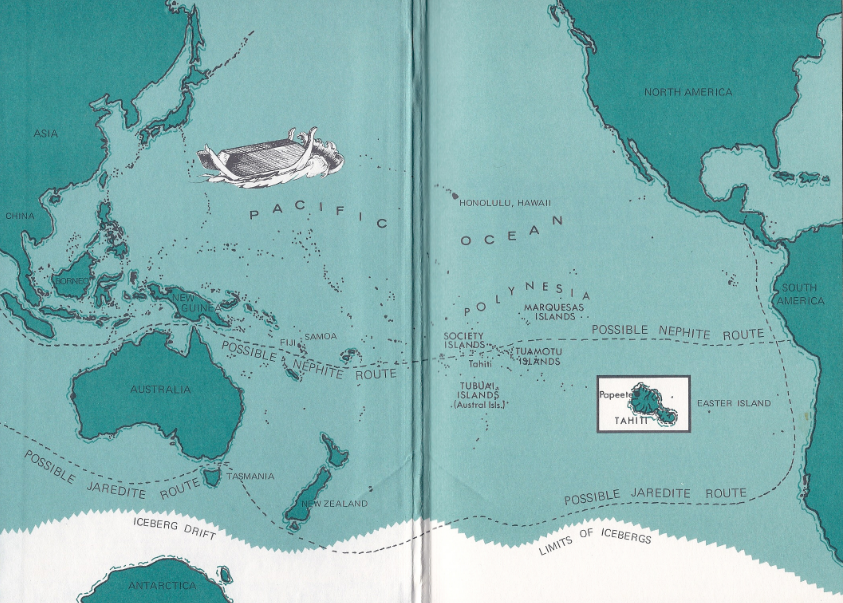 NORTH AMERICA
ASIA
HONOLULU, HAWAII
CHINA
PACIFIC
OCEAN
BORNEO
NEW
GUINEA
SOUTH
AMERICA
POLYNESIA
MARQUESAS
ISLANDS
FIJI
SAMOA
POSSIBLE NEPHITE ROUTE
SOCIETY
ISLANDS
Tahiti
TUAMOTU
ISLANDS
POSSIBLE NEPHITE ROUTE
AUSTRALIA
TUBUAI
ISLANDS
(Austral Isls.)
Papeete
TAHITI
EASTER ISLAND
POSSIBLE JAREDITE ROUTE
TASMANIA
NEW ZEALAND
POSSIBLE JAREDITE ROUTE
ICEBERG DRIFT
LIMITS OF ICEBERGS
ANTARCTICA